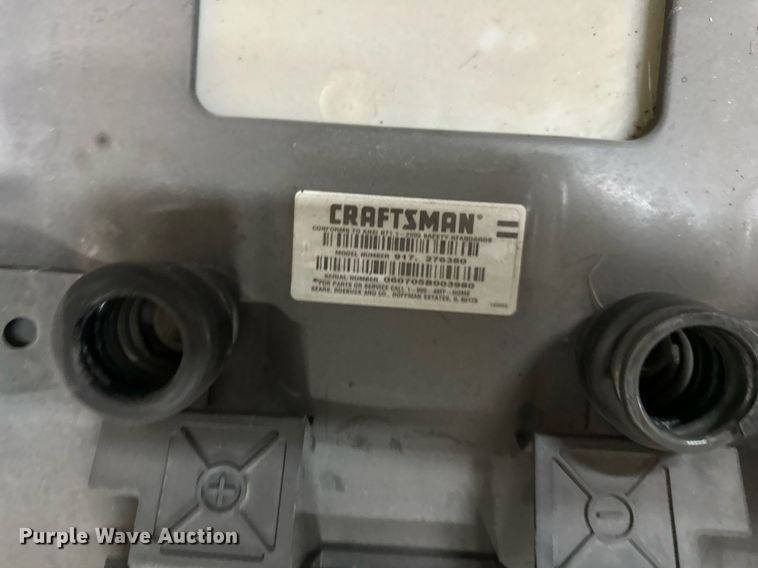 CRAFTSMAN®
CONFORMS TO ANSI B71.1 - 2003 SAFETY STANDARDS
MODEL NUMBER 917. 276360
SERIAL NUMBER 060705B003980
FOR PARTS OR SERVICE CALL 1-800-4MY-HOME
SEARS, ROEBUCK AND CO., HOFFMAN ESTATES, IL 60179
+
-
Purple Wave Auction